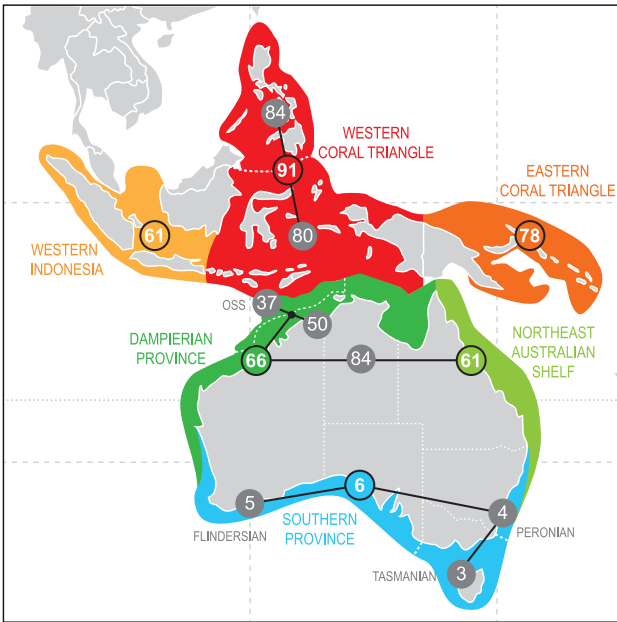 84
WESTERN
CORAL TRIANGLE
91
EASTERN
CORAL TRIANGLE
61
80
78
WESTERN
INDONESIA
OSS
37
50
DAMPIERIAN
PROVINCE
NORTHEAST
AUSTRALIAN
SHELF
66
84
61
6
5
4
FLINDERSIAN
SOUTHERN
PROVINCE
PERONIAN
TASMANIAN
3